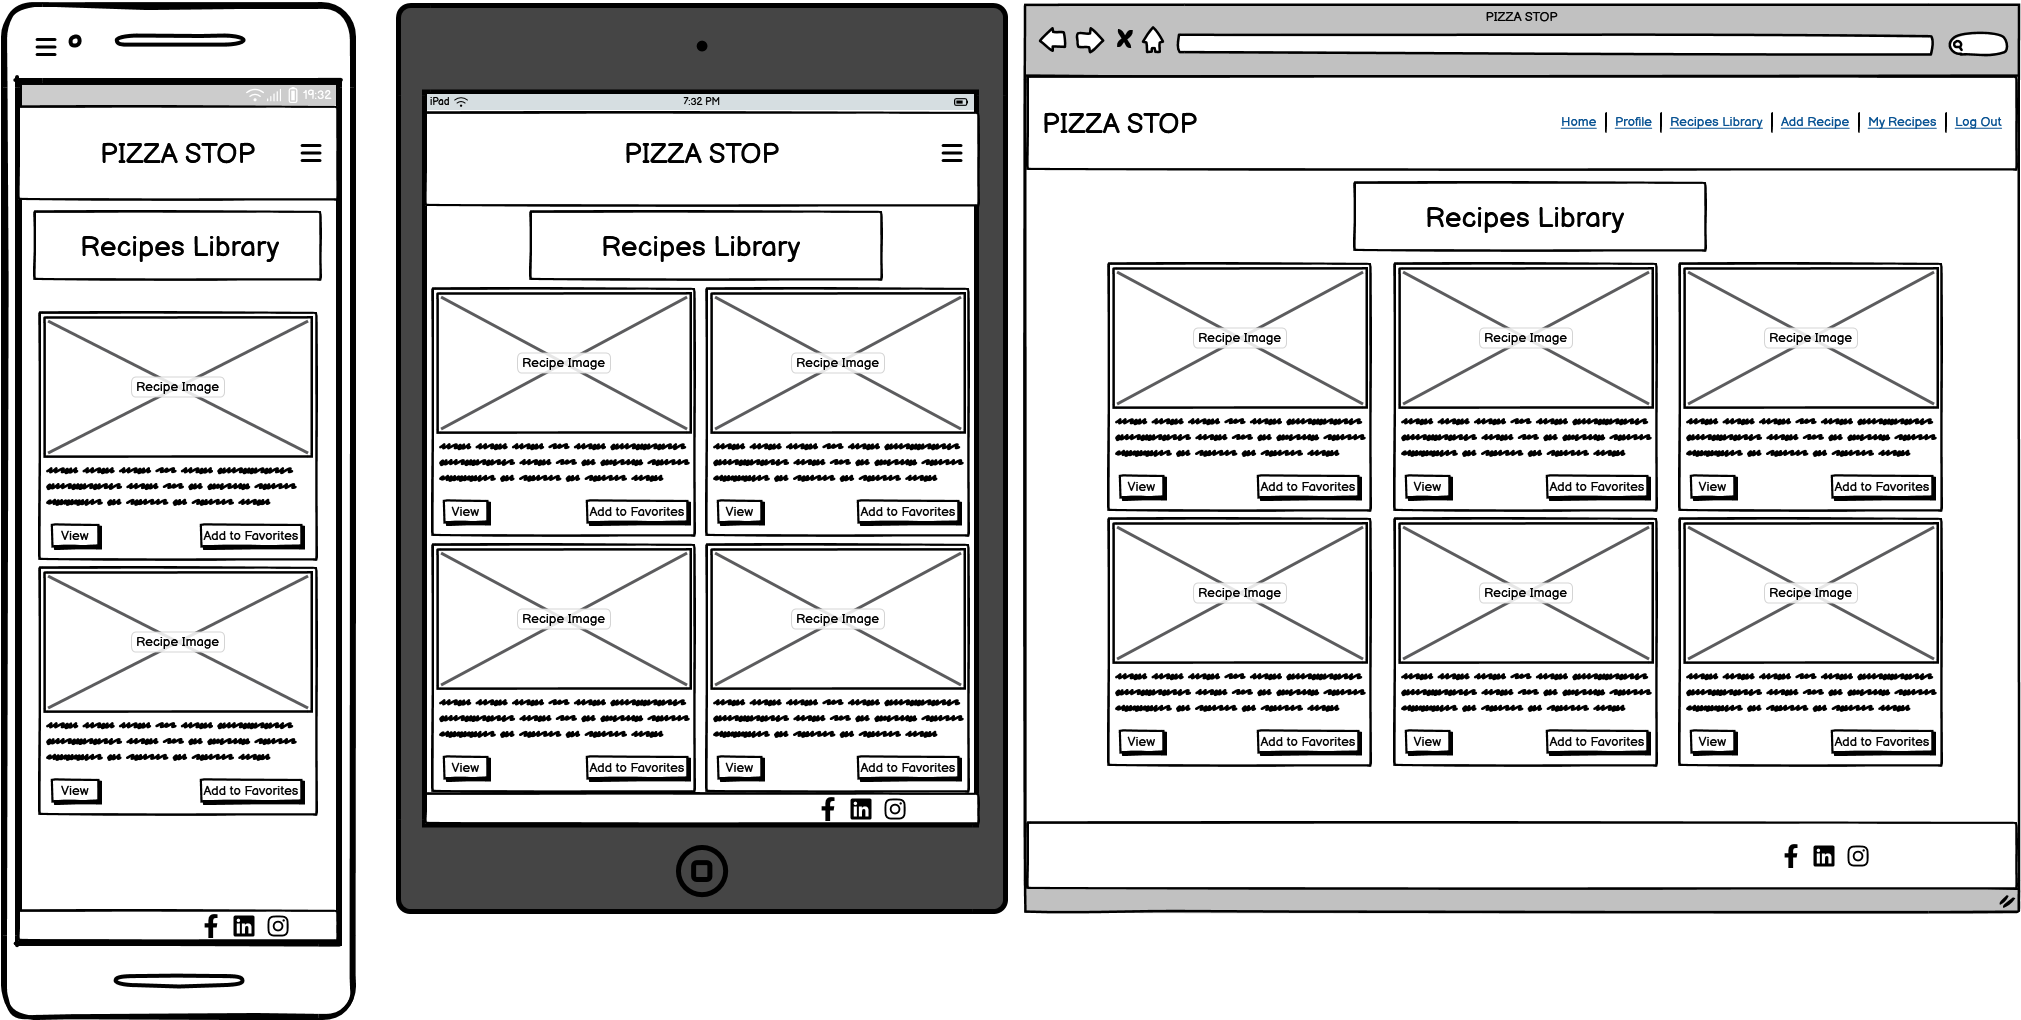 19:32
PIZZA STOP
Recipes Library
Recipe Image
View Add to Favorites
Recipe Image
View Add to Favorites
iPad 7:32 PM
PIZZA STOP
Recipes Library
Recipe Image Recipe Image
View Add to Favorites View Add to Favorites
Recipe Image Recipe Image
View Add to Favorites View Add to Favorites
PIZZA STOP
PIZZA STOP Home Profile Recipes Library Add Recipe My Recipes Log Out
Recipes Library
Recipe Image Recipe Image Recipe Image
View Add to Favorites View Add to Favorites View Add to Favorites
Recipe Image Recipe Image Recipe Image
View Add to Favorites View Add to Favorites View Add to Favorites